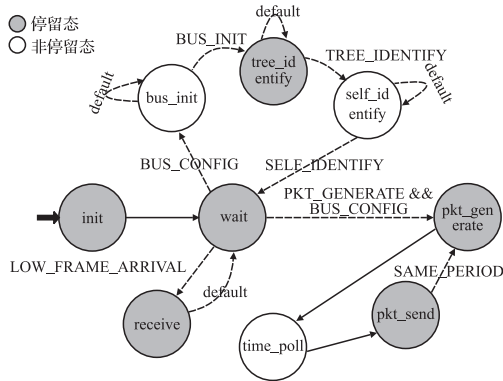 停留态
非停留态
default
BUS_INIT
tree_id
entify
TREE_IDENTIFY
default
bus_init
self_id
entify
default
BUS_CONFIG
SELE_IDENTIFY
PKT_GENERATE &&
BUS_CONFIG
init
wait
pkt_gen
erate
LOW_FRAME_ARRIVAL
default
SAME_PERIOD
receive
pkt_send
time_poll